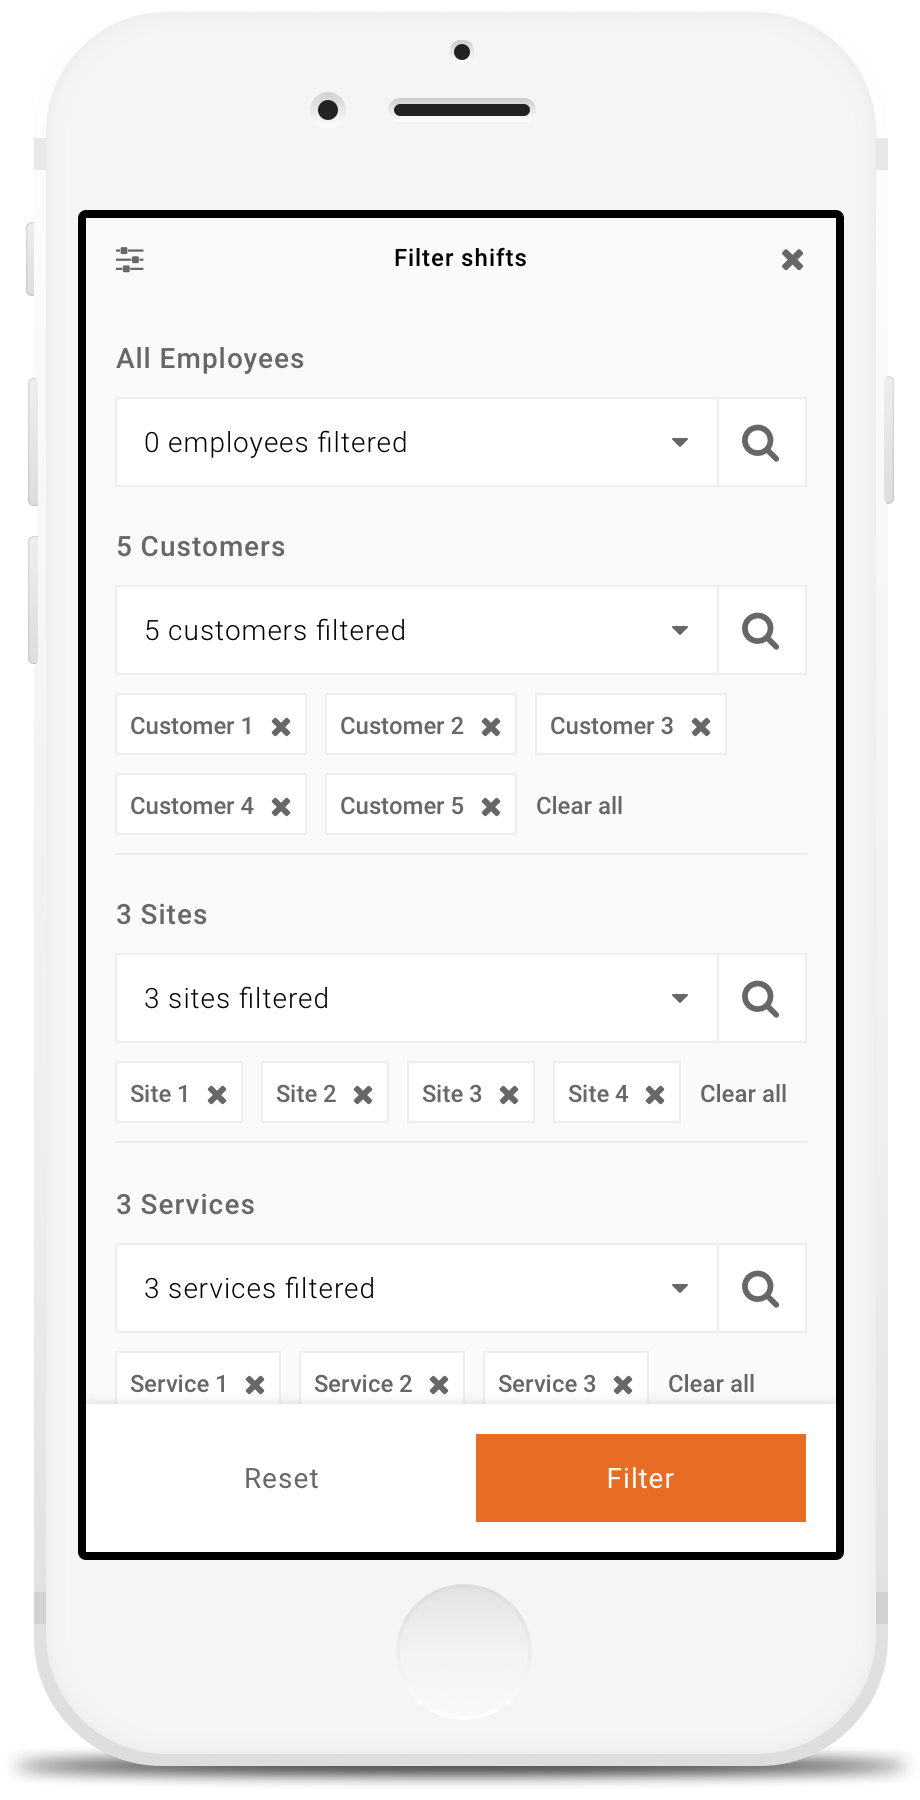 Filter shifts
All Employees
0 employees filtered
5 Customers
5 customers filtered
Customer 1 Customer 2 Customer 3
Customer 4 Customer 5 Clear all
3 Sites
3 sites filtered
Site 1 Site 2 Site 3 Site 4 Clear all
3 Services
3 services filtered
Service 1 Service 2 Service 3 Clear all
Reset Filter